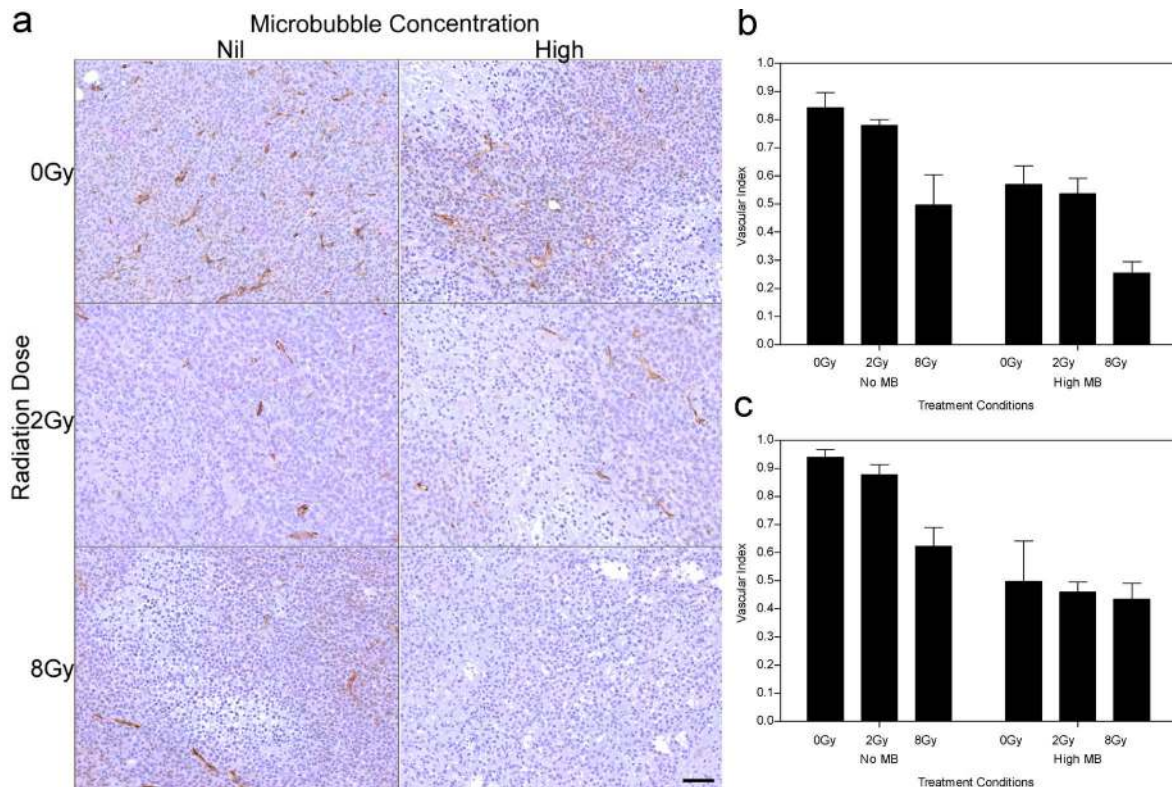 a
Microbubble Concentration
Nil High
Radiation Dose
0Gy
2Gy
8Gy
b
Vascular Index
1.0
0.9
0.8
0.7
0.6
0.5
0.4
0.3
0.2
0.1
0.0
0Gy 2Gy 8Gy 0Gy 2Gy 8Gy
No MB High MB
Treatment Conditions
c
Vascular Index
1.0
0.9
0.8
0.7
0.6
0.5
0.4
0.3
0.2
0.1
0.0
0Gy 2Gy 8Gy 0Gy 2Gy 8Gy
No MB High MB
Treatment Conditions